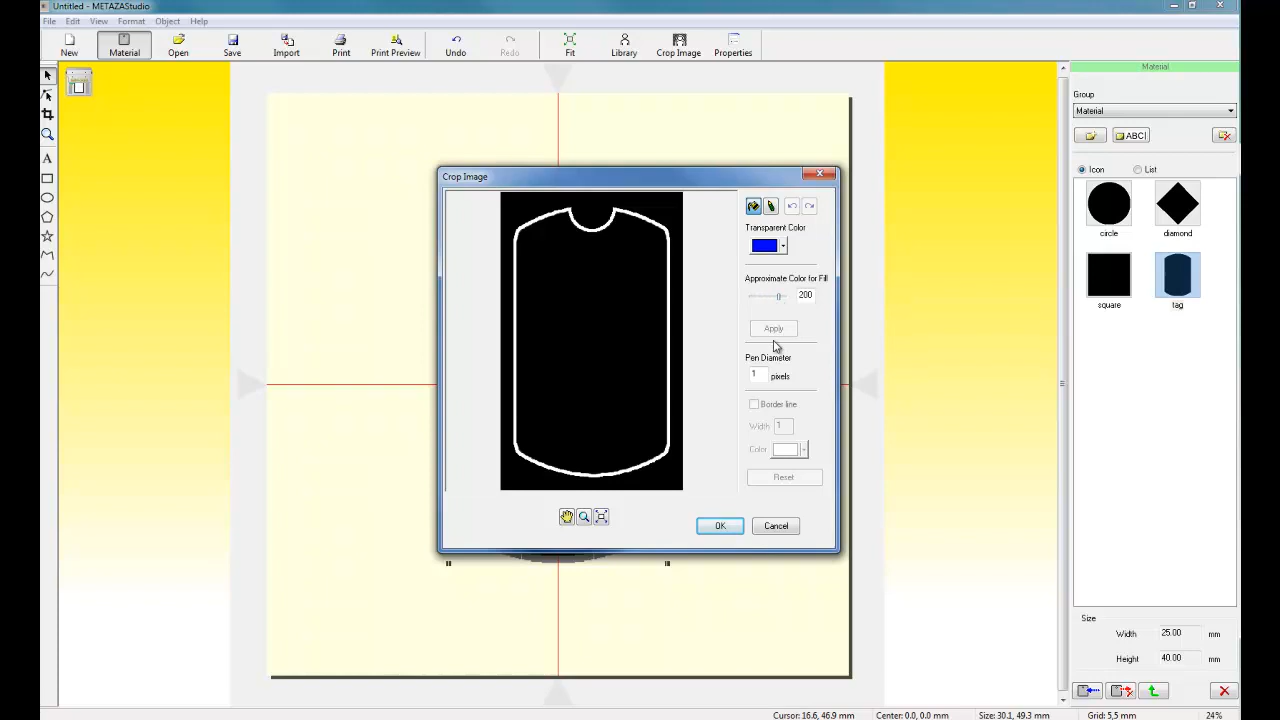 Untitled - METAZAStudio
File Edit View Format Object Help
New Material Open Save Import Print Print Preview Undo Redo Fit Library Crop Image Properties
Material
Group
Material
ABC
Icon List
circle diamond
square tag
Crop Image
Transparent Color
Approximate Color for Fill
200
Apply
Pen Diameter
1 pixels
Border line
Width: 1
Color:
Reset
OK Cancel
Size
Width 25.00 mm
Height 40.00 mm
Cursor: 16.6, 46.9 mm Center: 0.0, 0.0 mm Size: 30.1, 49.3 mm Grid: 5,5 mm 24%